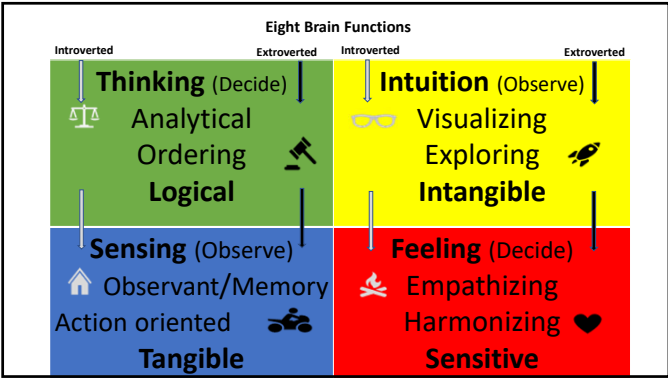 Eight Brain Functions
Introverted Extroverted Introverted Extroverted
Thinking (Decide)
Analytical
Ordering
Logical
Intuition (Observe)
Visualizing
Exploring
Intangible
Sensing (Observe)
Observant/Memory
Action oriented
Tangible
Feeling (Decide)
Empathizing
Harmonizing
Sensitive